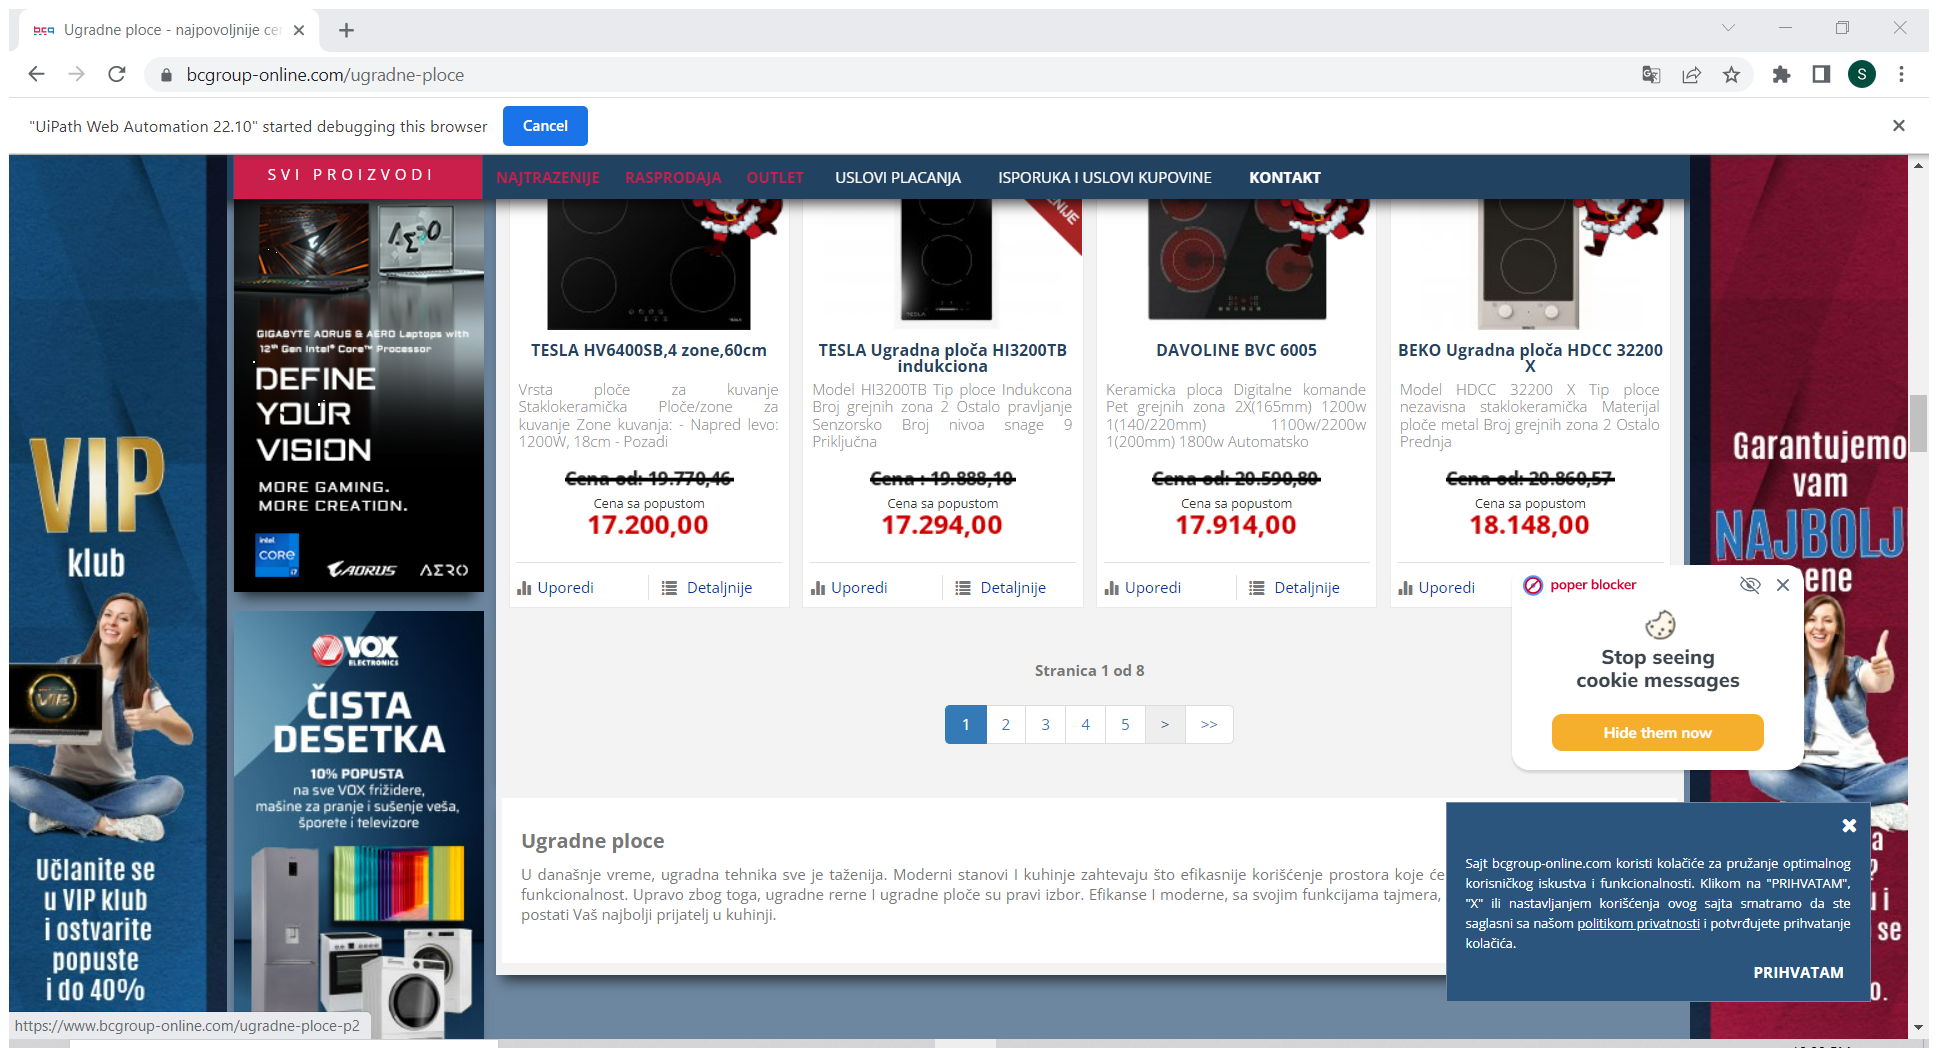 bcg Ugradne ploce - najpovoljnije cer
bcgroup-online.com/ugradne-ploce
S
"UiPath Web Automation 22.10" started debugging this browser
Cancel
SVI PROIZVODI
NAJTRAZENIJE
RASPRODAJA
OUTLET
USLOVI PLACANJA
ISPORUKA I USLOVI KUPOVINE
KONTAKT
VIP
klub
Učlanite se
u VIP klub
i ostvarite
popuste
i do 40%
GIGABYTE AORUS & AERO Laptops with
12th Gen Intel® Core™ Processor
DEFINE
YOUR
VISION
MORE GAMING.
MORE CREATION.
intel.
CORE
i7
AORUS
AERO
VOX
ELECTRONICS
ČISTA
DESETKA
10% POPUSTA
na sve VOX frižidere,
mašine za pranje i sušenje veša,
šporete i televizore
TESLA HV6400SB,4 zone,60cm
Vrsta ploče za kuvanje
Staklokeramička Ploče/zone za
kuvanje Zone kuvanja: - Napred levo:
1200W, 18cm - Pozadi
Cena od: 19.770,46
Cena sa popustom
17.200,00
Uporedi
Detaljnije
TESLA
TESLA Ugradna ploča HI3200TB
indukciona
Model HI3200TB Tip ploce Indukcona
Broj grejnih zona 2 Ostalo pravljanje
Senzorsko Broj nivoa snage 9
Priključna
Cena : 19.888,10
Cena sa popustom
17.294,00
Uporedi
Detaljnije
DAVOLINE BVC 6005
Keramicka ploca Digitalne komande
Pet grejnih zona 2X(165mm) 1200w
1(140/220mm) 1100w/2200w
1(200mm) 1800w Automatsko
Cena od: 20.590,80
Cena sa popustom
17.914,00
Uporedi
Detaljnije
BEKO Ugradna ploča HDCC 32200
X
Model HDCC 32200 X Tip ploce
nezavisna staklokeramička Materijal
ploče metal Broj grejnih zona 2 Ostalo
Prednja
Cena od: 20.860,57
Cena sa popustom
18.148,00
Uporedi
Stranica 1 od 8
1 2 3 4 5 > >>
Ugradne ploce
U današnje vreme, ugradna tehnika sve je taženija. Moderni stanovi I kuhinje zahtevaju što efikasnije korišćenje prostora koje će
funkcionalnost. Upravo zbog toga, ugradne rerne I ugradne ploče su pravi izbor. Efikanse I moderne, sa svojim funkcijama tajmera,
postati Vaš najbolji prijatelj u kuhinji.
Garantujemo
vam
NAJBOLJ
ene
poper blocker
Stop seeing
cookie messages
Hide them now
Sajt bcgroup-online.com koristi kolačiće za pružanje optimalnog
korisničkog iskustva i funkcionalnosti. Klikom na "PRIHVATAM",
"X" ili nastavljanjem korišćenja ovog sajta smatramo da ste
saglasni sa našom politikom privatnosti i potvrđujete prihvatanje
kolačića.
PRIHVATAM
https://www.bcgroup-online.com/ugradne-ploce-p2